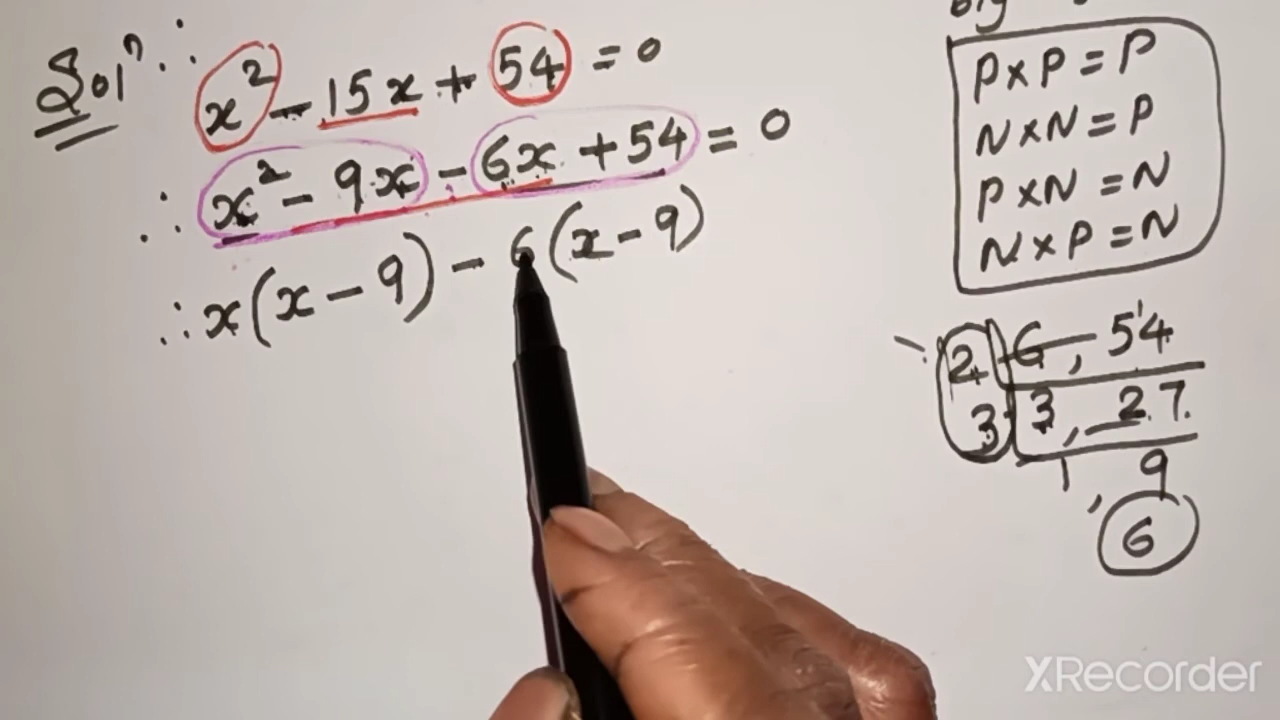 Solⁿ ∴ x² - 15x + 54 = 0
∴ x² - 9x - 6x + 54 = 0
∴ x(x - 9) - 6(x - 9)
P×P = P
N×N = P
P×N = N
N×P = N
2 6, 54
3 3, 27
1, 9
6
XRecorder